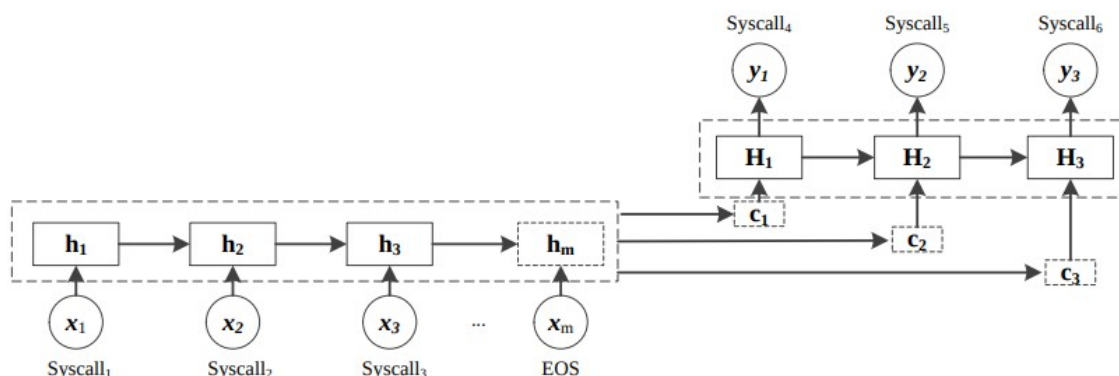 Syscall₄ Syscall₅ Syscall₆
y₁ y₂ y₃
H₁ H₂ H₃
c₁
c₂
c₃
h₁ h₂ h₃ hₘ
x₁ x₂ x₃ ... xₘ
Syscall₁ Syscall₂ Syscall₃ EOS